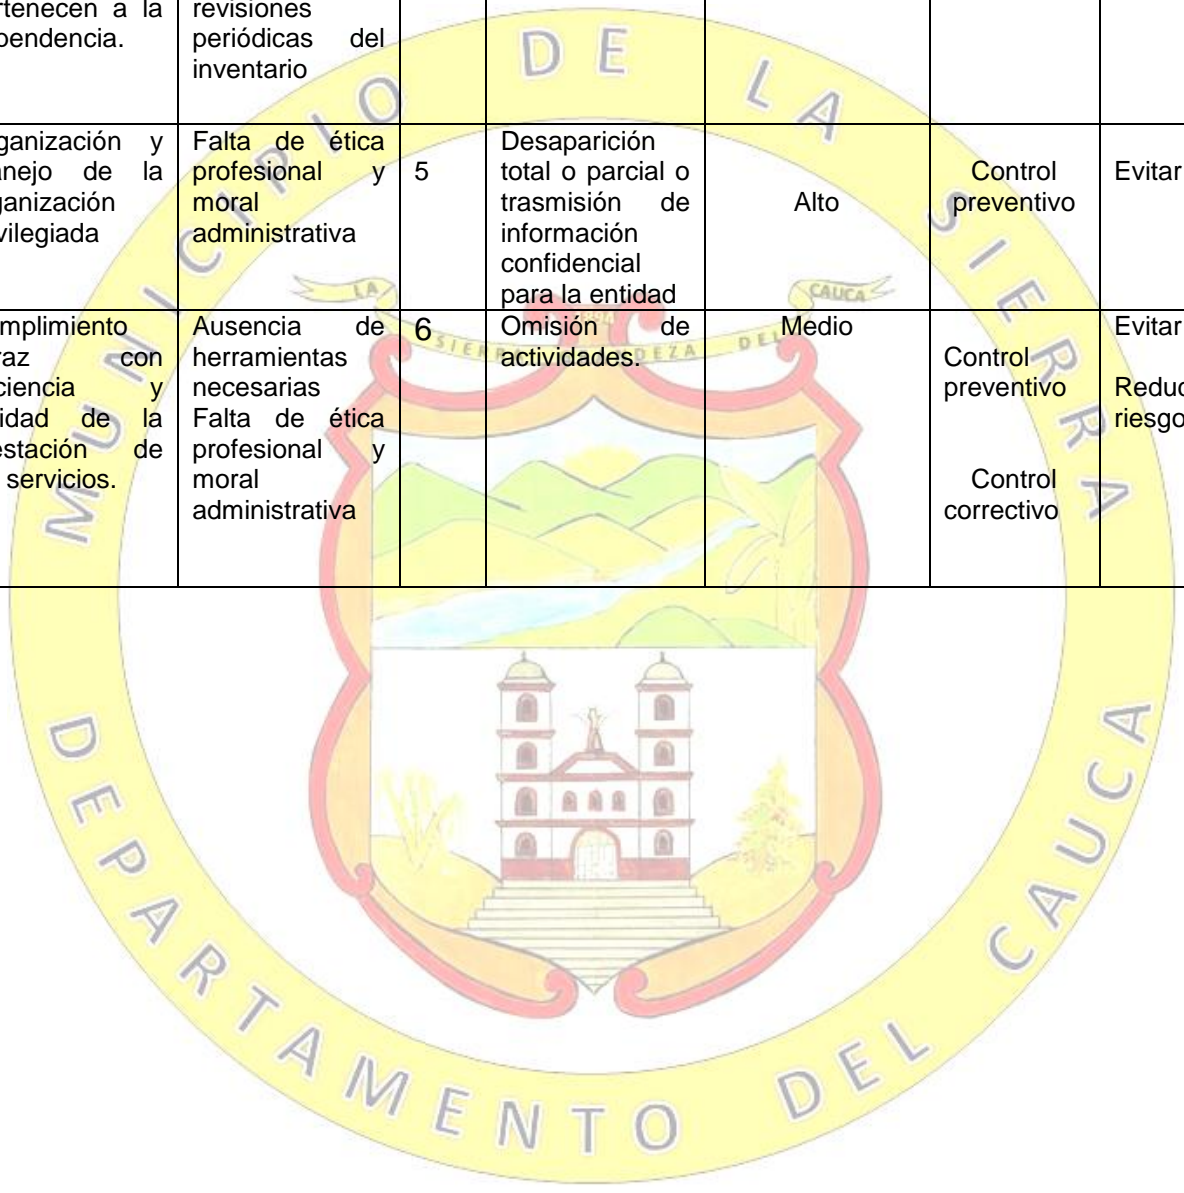 rtenecen a la
pendencia.
revisiones
periódicas del
inventario
ganización y
nejo de la
ganización
vilegiada
Falta de ética
profesional y
moral
administrativa
5
Desaparición
total o parcial o
trasmisión de
información
confidencial
para la entidad
Alto
Control
preventivo
Evitar
mplimiento
raz con
ciencia y
idad de la
estación de
servicios.
Ausencia de
herramientas
necesarias
Falta de ética
profesional y
moral
administrativa
6
Omisión de
actividades.
Medio
Control
preventivo
Control
correctivo
Evitar
Reduc
riesgo
MUNICIPIO DE LA SIERRA
DEPARTAMENTO DEL CAUCA
LA
DEL
CAUCA